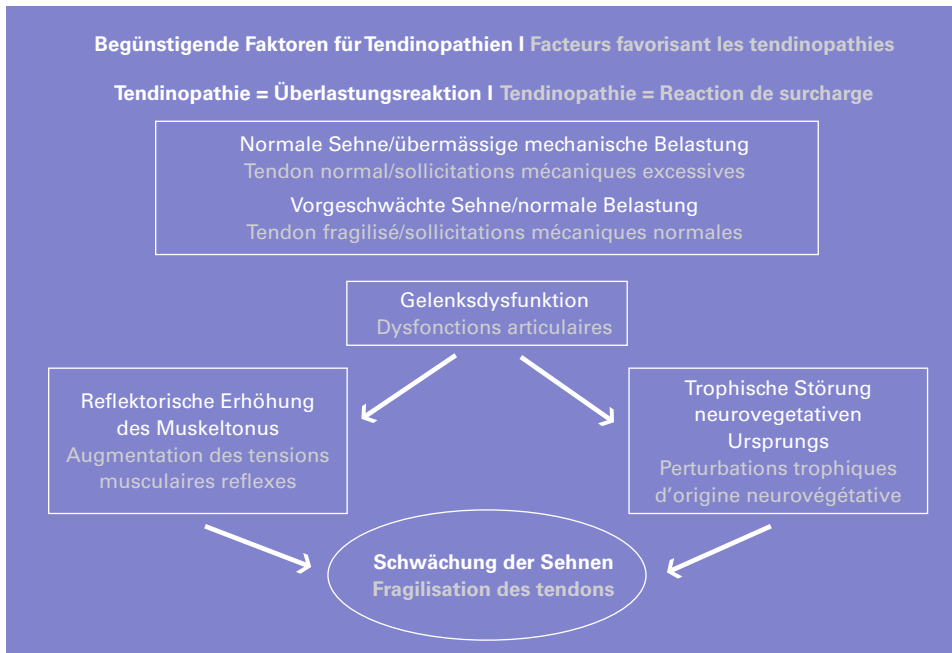 Begünstigende Faktoren für Tendinopathien I Facteurs favorisant les tendinopathies
Tendinopathie = Überlastungsreaktion I Tendinopathie = Reaction de surcharge
Normale Sehne/übermässige mechanische Belastung
Tendon normal/sollicitations mécaniques excessives
Vorgeschwächte Sehne/normale Belastung
Tendon fragilisé/sollicitations mécaniques normales
Gelenksdysfunktion
Dysfonctions articulaires
Reflektorische Erhöhung
des Muskeltonus
Augmentation des tensions
musculaires reflexes
Trophische Störung
neurovegetativen
Ursprungs
Perturbations trophiques
d’origine neurovégétative
Schwächung der Sehnen
Fragilisation des tendons